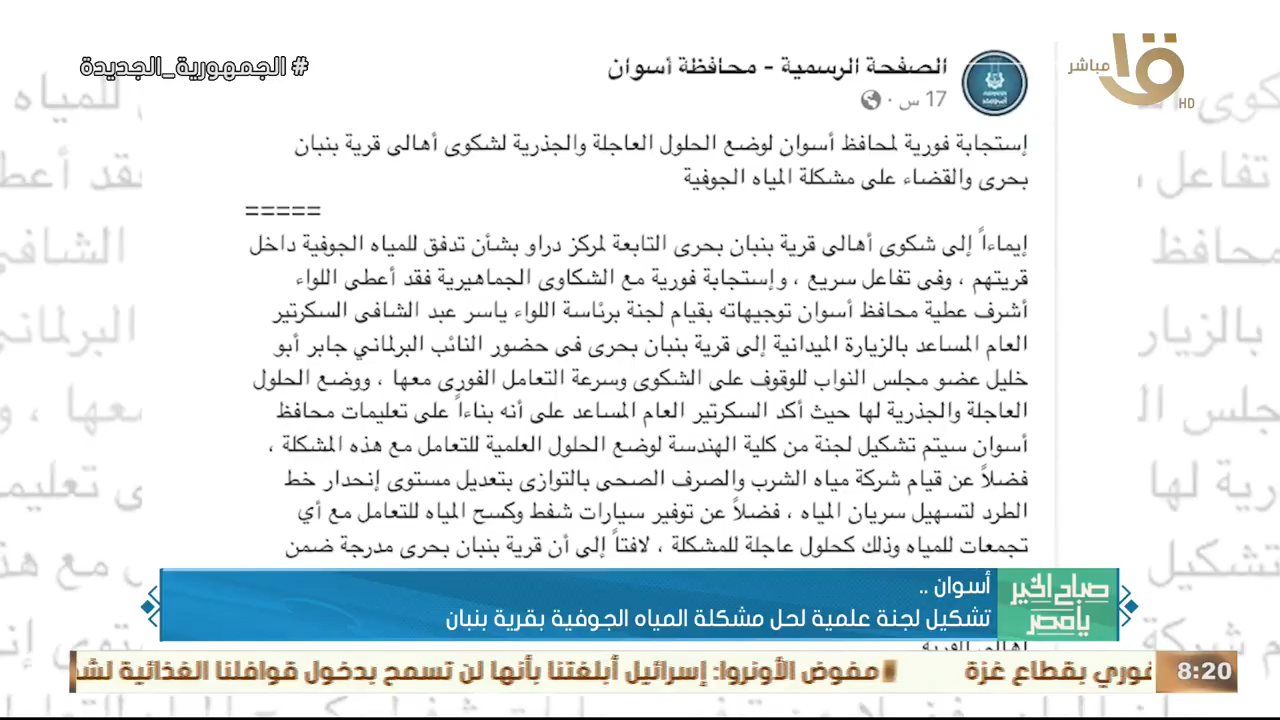 # الجمهورية_الجديدة
مباشر
HD
الصفحة الرسمية - محافظة أسوان
17 س ·
إستجابة فورية لمحافظ أسوان لوضع الحلول العاجلة والجذرية لشكوى أهالى قرية بنبان
بحرى والقضاء على مشكلة المياه الجوفية
=====
إيماءاً إلى شكوى أهالى قرية بنبان بحرى التابعة لمركز دراو بشأن تدفق للمياه الجوفية داخل
قريتهم ، وفى تفاعل سريع ، وإستجابة فورية مع الشكاوى الجماهيرية فقد أعطى اللواء
أشرف عطية محافظ أسوان توجيهاته بقيام لجنة برئاسة اللواء ياسر عبد الشافى السكرتير
العام المساعد بالزيارة الميدانية إلى قرية بنبان بحرى فى حضور النائب البرلماني جابر أبو
خليل عضو مجلس النواب للوقوف على الشكوى وسرعة التعامل الفورى معها ، ووضع الحلول
العاجلة والجذرية لها حيث أكد السكرتير العام المساعد على أنه بناءاً على تعليمات محافظ
أسوان سيتم تشكيل لجنة من كلية الهندسة لوضع الحلول العلمية للتعامل مع هذه المشكلة ،
فضلاً عن قيام شركة مياه الشرب والصرف الصحى بالتوازى بتعديل مستوى إنحدار خط
الطرد لتسهيل سريان المياه ، فضلاً عن توفير سيارات شفط وكسح المياه للتعامل مع أي
تجمعات للمياه وذلك كحلول عاجلة للمشكلة ، لافتاً إلى أن قرية بنبان بحرى مدرجة ضمن
صباح الخير يا مصر
أسوان ..
تشكيل لجنة علمية لحل مشكلة المياه الجوفية بقرية بنبان
8:20
فوري بقطاع غزة
مفوض الأونروا: إسرائيل أبلغتنا بأنها لن تسمح بدخول قوافلنا الغذائية لش